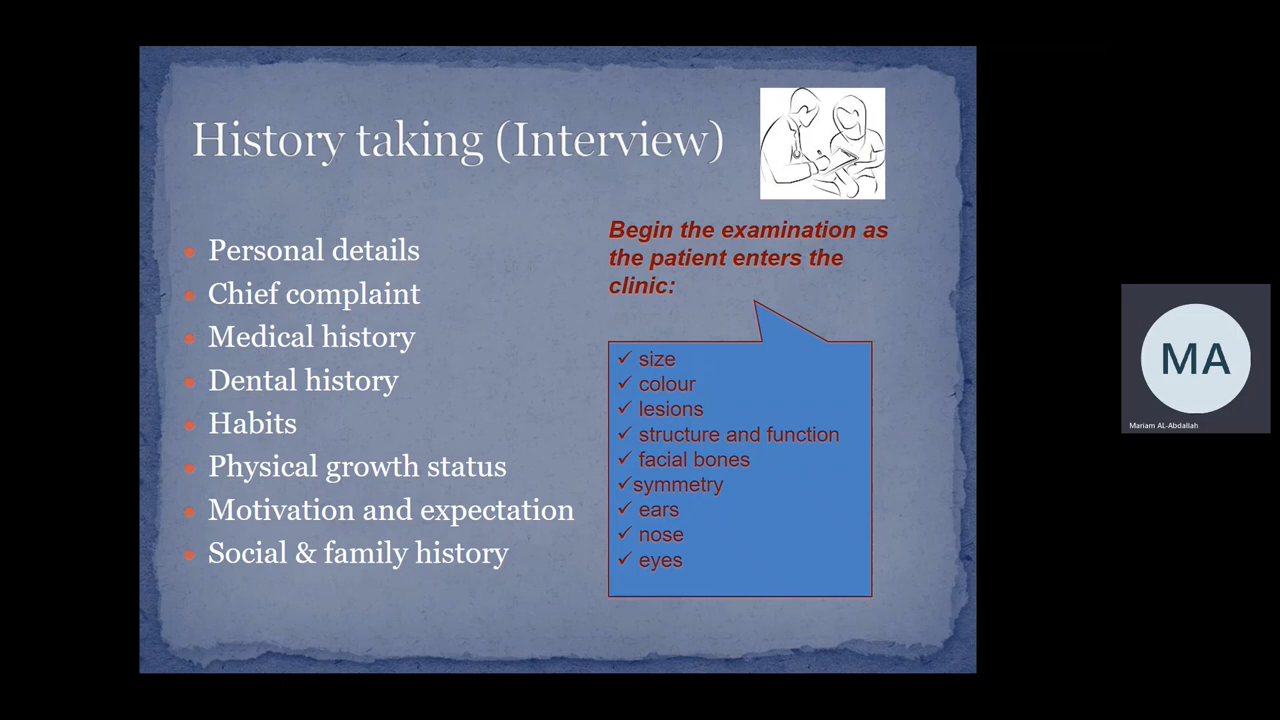 History taking (Interview)
Personal details
Chief complaint
Medical history
Dental history
Habits
Physical growth status
Motivation and expectation
Social & family history
Begin the examination as
the patient enters the
clinic:
✓ size
✓ colour
✓ lesions
✓ structure and function
✓ facial bones
✓symmetry
✓ ears
✓ nose
✓ eyes
MA
Mariam AL-Abdallah